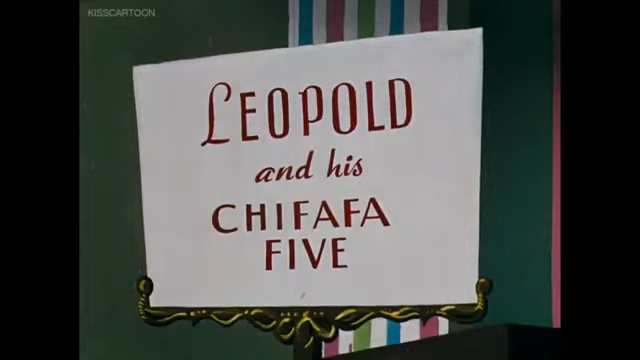 KISSCARTOON
LEOPOLD
and his
CHIFAFA
FIVE